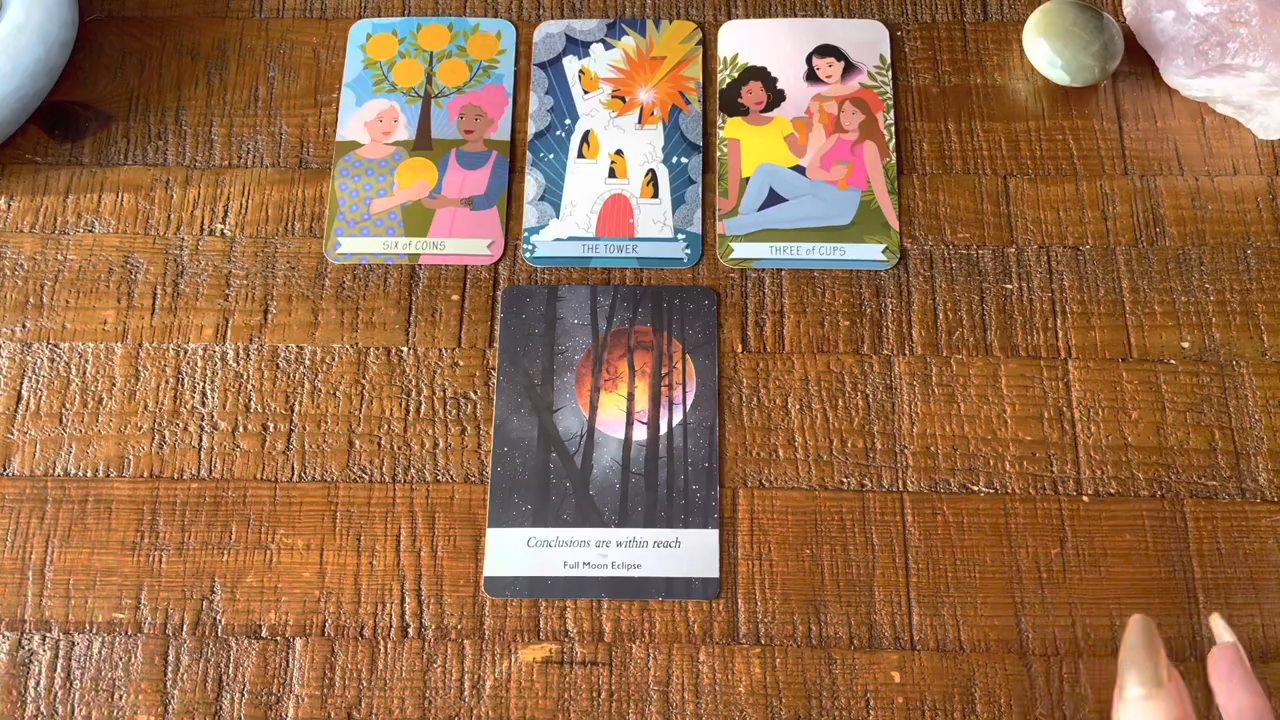 SIX of COINS
THE TOWER
THREE of CUPS
Conclusions are within reach
Full Moon Eclipse